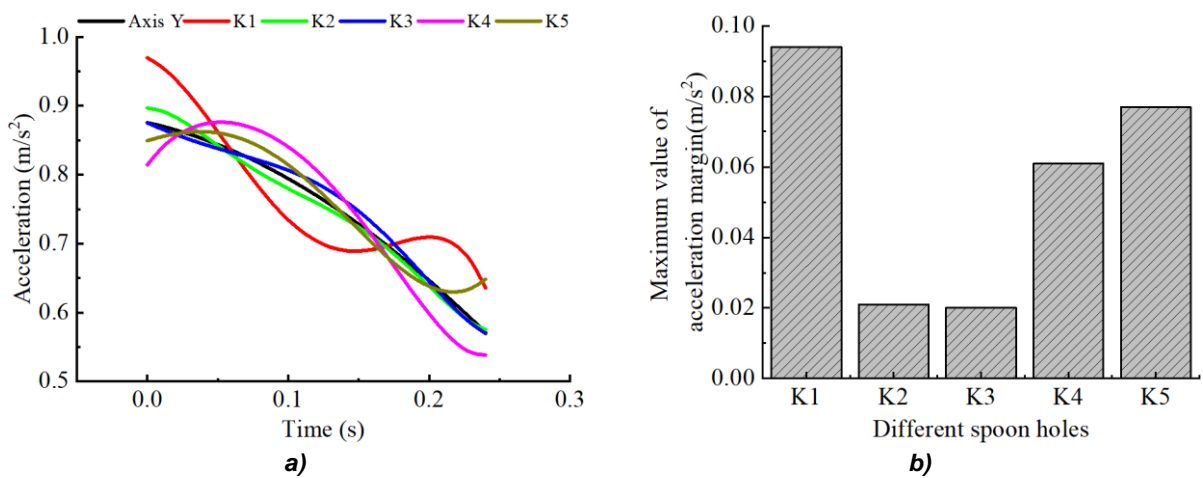 Axis Y K1 K2 K3 K4 K5
1.0
0.9
0.8
0.7
0.6
0.5
Acceleration (m/s²)
0.0 0.1 0.2 0.3
Time (s)
a)
0.10
0.08
0.06
0.04
0.02
0.00
Maximum value of
acceleration margin(m/s²)
K1 K2 K3 K4 K5
Different spoon holes
b)